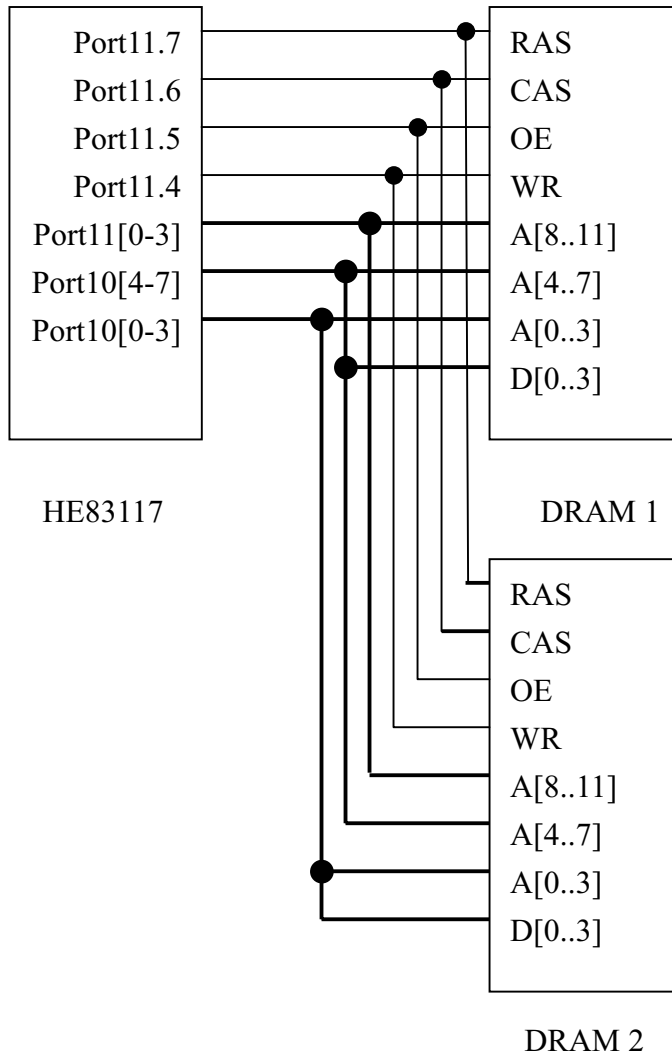 Port11.7
Port11.6
Port11.5
Port11.4
Port11[0-3]
Port10[4-7]
Port10[0-3]
HE83117
RAS
CAS
OE
WR
A[8..11]
A[4..7]
A[0..3]
D[0..3]
DRAM 1
RAS
CAS
OE
WR
A[8..11]
A[4..7]
A[0..3]
D[0..3]
DRAM 2